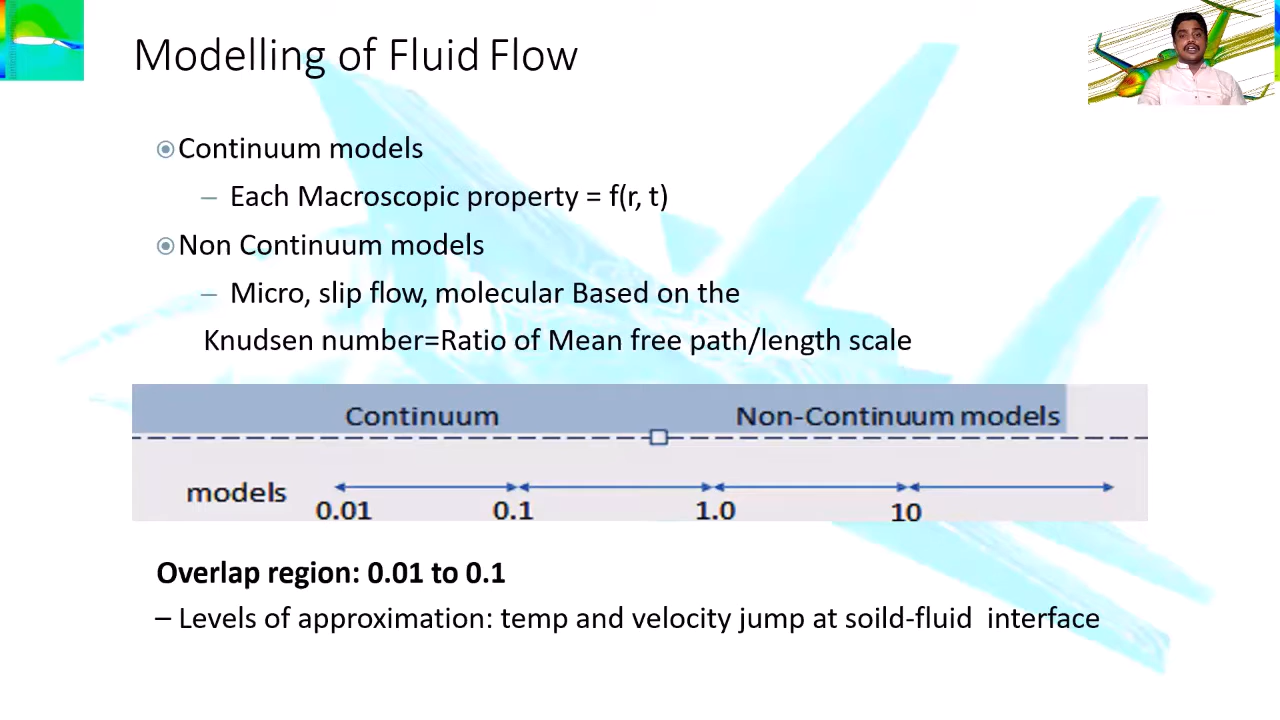 Modelling of Fluid Flow
Continuum models
– Each Macroscopic property = f(r, t)
Non Continuum models
– Micro, slip flow, molecular Based on the
Knudsen number=Ratio of Mean free path/length scale
Continuum Non-Continuum models
models
0.01 0.1 1.0 10
Overlap region: 0.01 to 0.1
– Levels of approximation: temp and velocity jump at soild-fluid interface